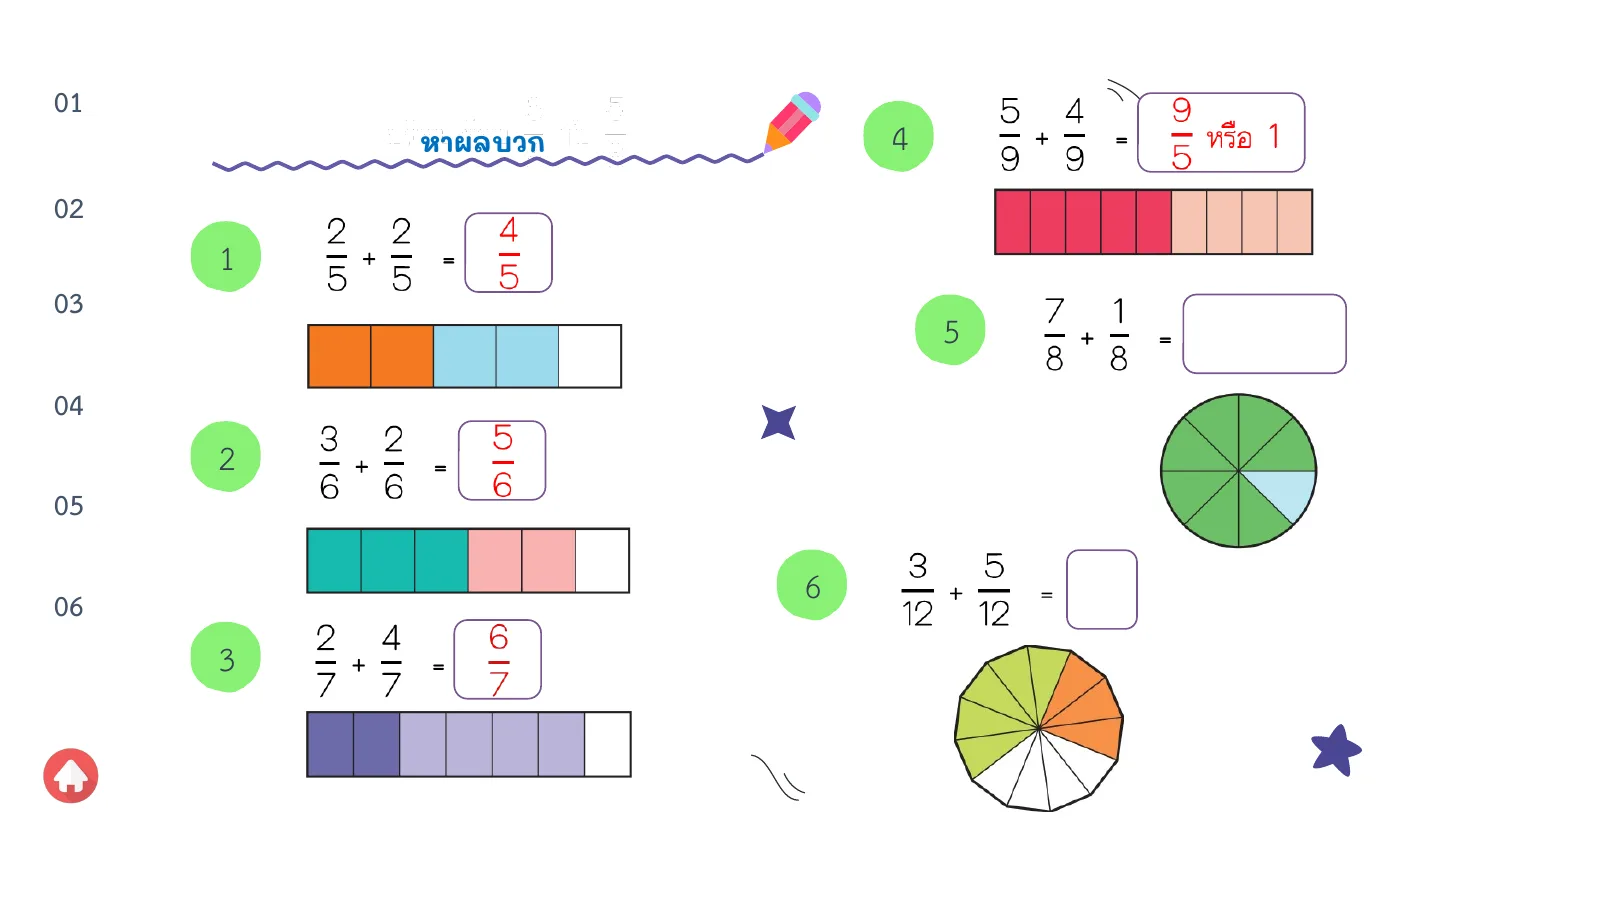 01
02
03
04
05
06
หาผลบวก
1
2/5 + 2/5 = 4/5
2
3/6 + 2/6 = 5/6
3
2/7 + 4/7 = 6/7
4
5/9 + 4/9 = 9/5 หรือ 1
5
7/8 + 1/8 =
6
3/12 + 5/12 =